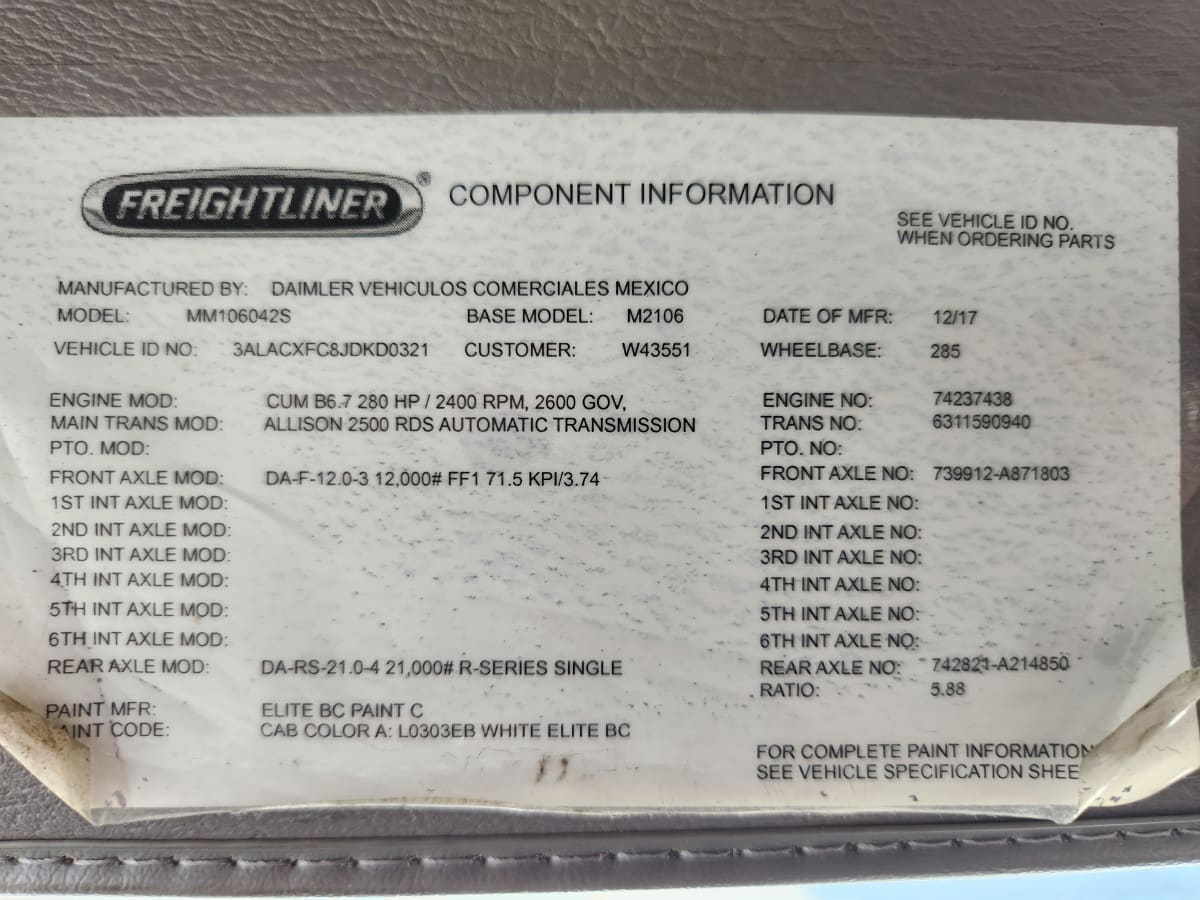 FREIGHTLINER® COMPONENT INFORMATION
SEE VEHICLE ID NO.
WHEN ORDERING PARTS
MANUFACTURED BY: DAIMLER VEHICULOS COMERCIALES MEXICO
MODEL: MM106042S BASE MODEL: M2106 DATE OF MFR: 12/17
VEHICLE ID NO: 3ALACXFC8JDKD0321 CUSTOMER: W43551 WHEELBASE: 285
ENGINE MOD: CUM B6.7 280 HP / 2400 RPM, 2600 GOV, ENGINE NO: 74237438
MAIN TRANS MOD: ALLISON 2500 RDS AUTOMATIC TRANSMISSION TRANS NO: 6311590940
PTO. MOD: PTO. NO:
FRONT AXLE MOD: DA-F-12.0-3 12,000# FF1 71.5 KPI/3.74 FRONT AXLE NO: 739912-A871803
1ST INT AXLE MOD: 1ST INT AXLE NO:
2ND INT AXLE MOD: 2ND INT AXLE NO:
3RD INT AXLE MOD: 3RD INT AXLE NO:
4TH INT AXLE MOD: 4TH INT AXLE NO:
5TH INT AXLE MOD: 5TH INT AXLE NO:
6TH INT AXLE MOD: 6TH INT AXLE NO:
REAR AXLE MOD: DA-RS-21.0-4 21,000# R-SERIES SINGLE REAR AXLE NO: 742821-A214850
RATIO: 5.88
PAINT MFR: ELITE BC PAINT C
AINT CODE: CAB COLOR A: L0303EB WHITE ELITE BC
FOR COMPLETE PAINT INFORMATION
SEE VEHICLE SPECIFICATION SHEE